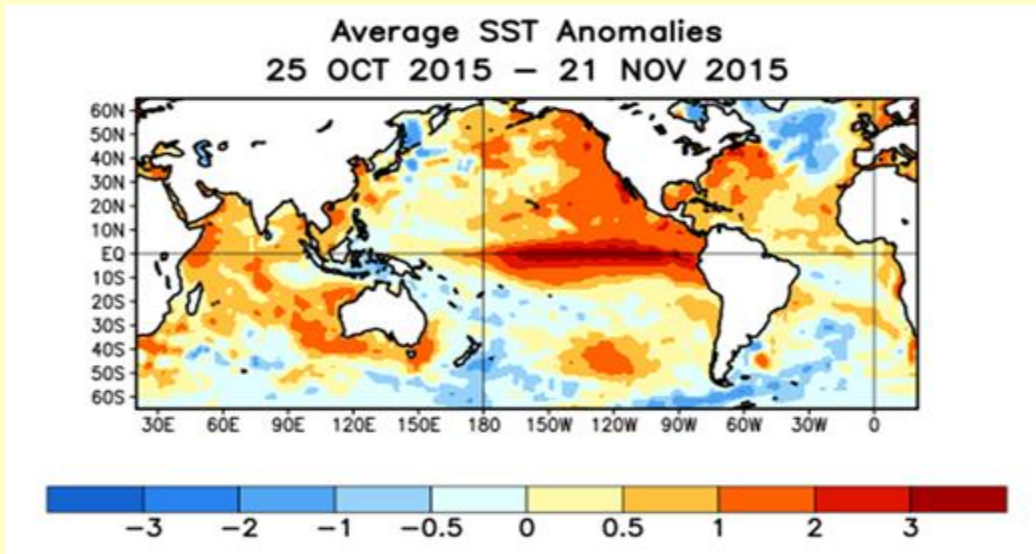 Average SST Anomalies
25 OCT 2015 – 21 NOV 2015
60N
50N
40N
30N
20N
10N
EQ
10S
20S
30S
40S
50S
60S
30E 60E 90E 120E 150E 180 150W 120W 90W 60W 30W 0
−3 −2 −1 −0.5 0 0.5 1 2 3